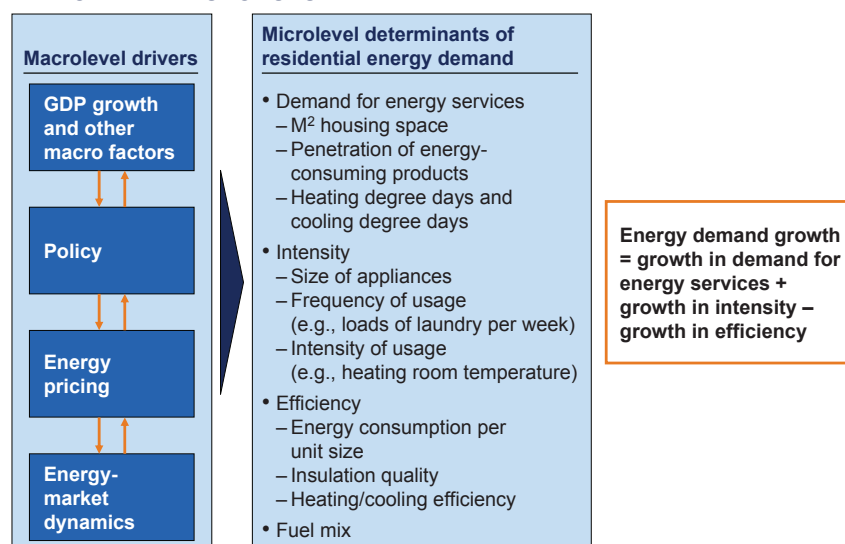 Macrolevel drivers
GDP growth
and other
macro factors
Policy
Energy
pricing
Energy-
market
dynamics
Microlevel determinants of
residential energy demand
• Demand for energy services
– M² housing space
– Penetration of energy-
consuming products
– Heating degree days and
cooling degree days
• Intensity
– Size of appliances
– Frequency of usage
(e.g., loads of laundry per week)
– Intensity of usage
(e.g., heating room temperature)
• Efficiency
– Energy consumption per
unit size
– Insulation quality
– Heating/cooling efficiency
• Fuel mix
Energy demand growth
= growth in demand for
energy services +
growth in intensity –
growth in efficiency